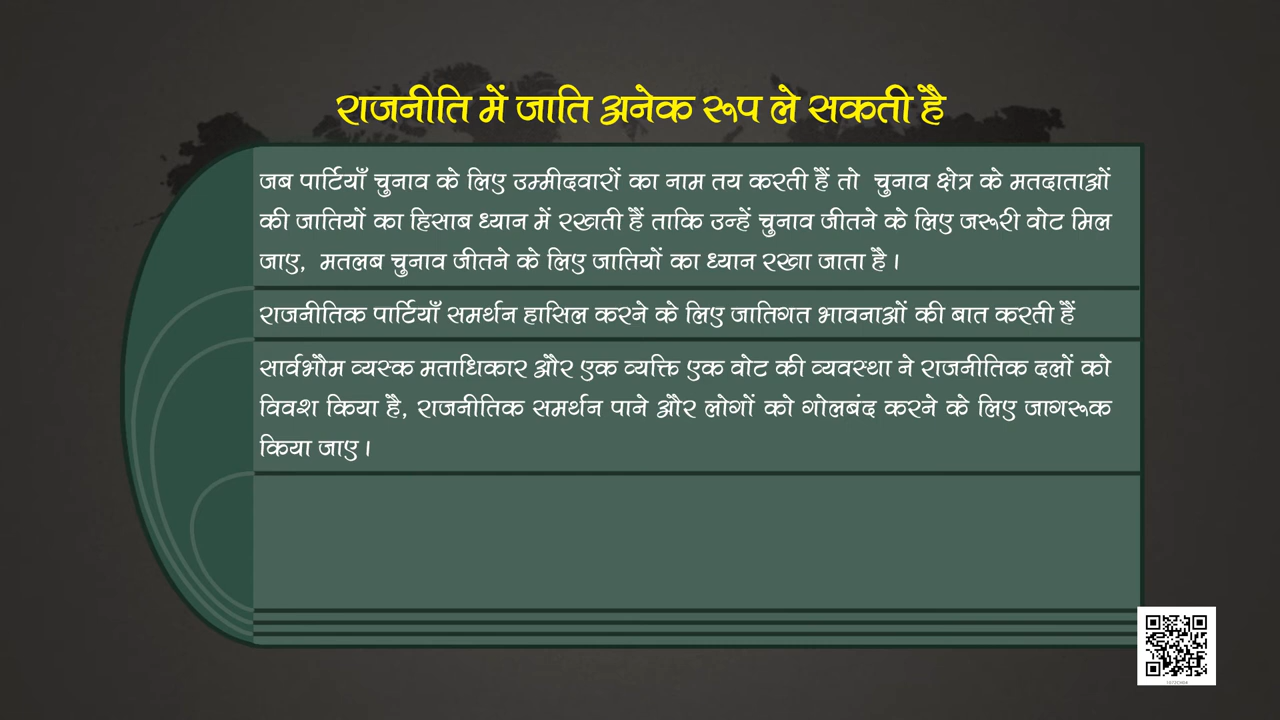 राजनीति में जाति अनेक रूप ले सकती है
जब पार्टियाँ चुनाव के लिए उम्मीदवारों का नाम तय करती हैं तो चुनाव क्षेत्र के मतदाताओं
की जातियों का हिसाब ध्यान में रखती हैं ताकि उन्हें चुनाव जीतने के लिए जरूरी वोट मिल
जाए, मतलब चुनाव जीतने के लिए जातियों का ध्यान रखा जाता है।
राजनीतिक पार्टियाँ समर्थन हासिल करने के लिए जातिगत भावनाओं की बात करती हैं
सार्वभौम व्यस्क मताधिकार और एक व्यक्ति एक वोट की व्यवस्था ने राजनीतिक दलों को
विवश किया है, राजनीतिक समर्थन पाने और लोगों को गोलबंद करने के लिए जागरूक
किया जाए।